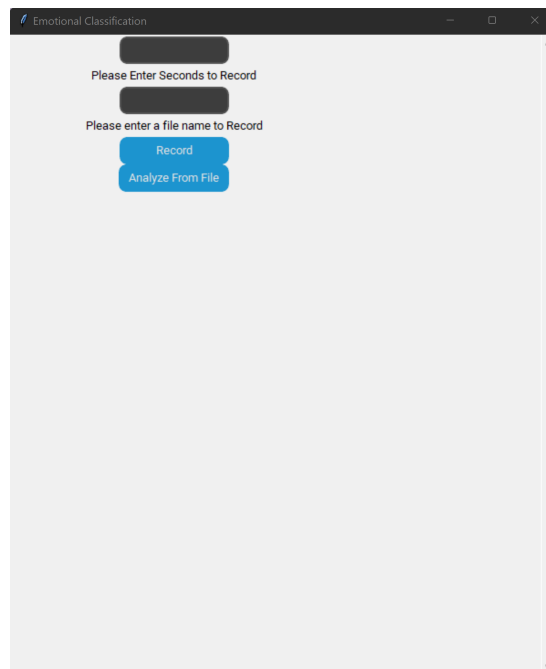 Emotional Classification
Please Enter Seconds to Record
Please enter a file name to Record
Record
Analyze From File